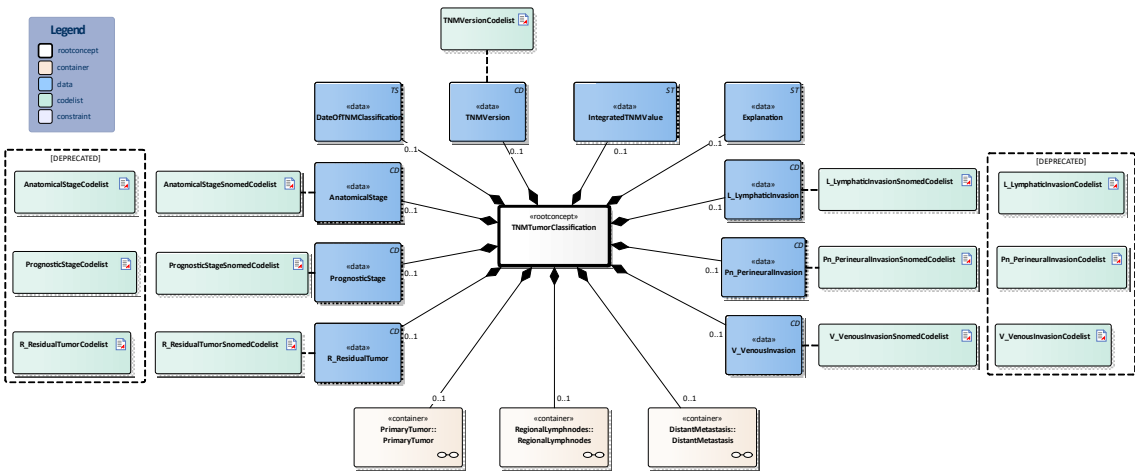 Legend
rootconcept
container
data
codelist
constraint
TNMVersionCodelist
TS
«data»
DateOfTNMClassification
0..1
CD
«data»
TNMVersion
0..1
ST
«data»
IntegratedTNMValue
0..1
ST
«data»
Explanation
0..1
[DEPRECATED]
AnatomicalStageCodelist
PrognosticStageCodelist
R_ResidualTumorCodelist
AnatomicalStageSnomedCodelist
PrognosticStageSnomedCodelist
R_ResidualTumorSnomedCodelist
CD
«data»
AnatomicalStage
0..1
CD
«data»
PrognosticStage
0..1
CD
«data»
R_ResidualTumor
0..1
«rootconcept»
TNMTumorClassification
CD
«data»
L_LymphaticInvasion
0..1
CD
«data»
Pn_PerineuralInvasion
0..1
CD
«data»
V_VenousInvasion
0..1
L_LymphaticInvasionSnomedCodelist
Pn_PerineuralInvasionSnomedCodelist
V_VenousInvasionSnomedCodelist
[DEPRECATED]
L_LymphaticInvasionCodelist
Pn_PerineuralInvasionCodelist
V_VenousInvasionCodelist
0..1
«container»
PrimaryTumor::
PrimaryTumor
0..1
«container»
RegionalLymphnodes::
RegionalLymphnodes
0..1
«container»
DistantMetastasis::
DistantMetastasis